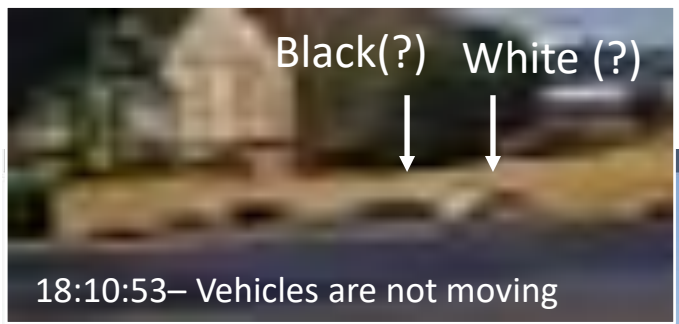 Black(?) White (?)
18:10:53– Vehicles are not moving